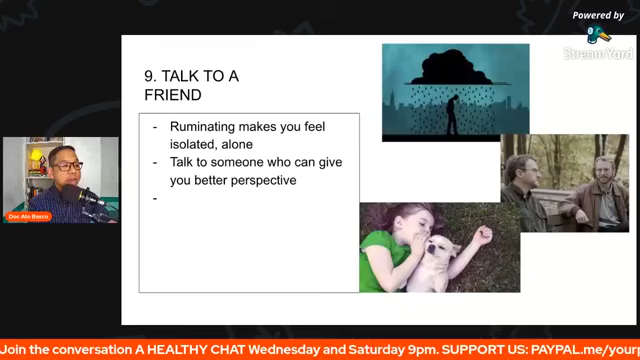 Powered by
StreamYard
9. TALK TO A
FRIEND
- Ruminating makes you feel
isolated, alone
- Talk to someone who can give
you better perspective
-
Doc Ato Basco
Join the conversation A HEALTHY CHAT Wednesday and Saturday 9pm. SUPPORT US: PAYPAL.me/your